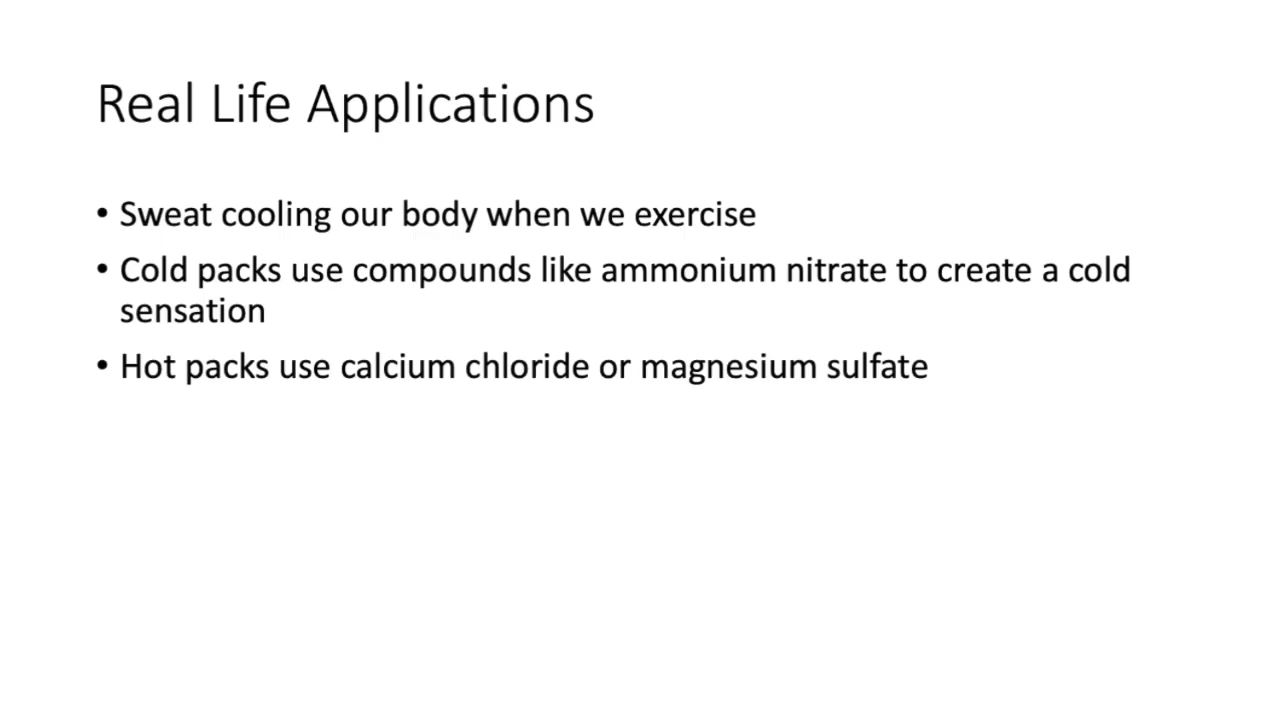 Real Life Applications
• Sweat cooling our body when we exercise
• Cold packs use compounds like ammonium nitrate to create a cold
sensation
• Hot packs use calcium chloride or magnesium sulfate